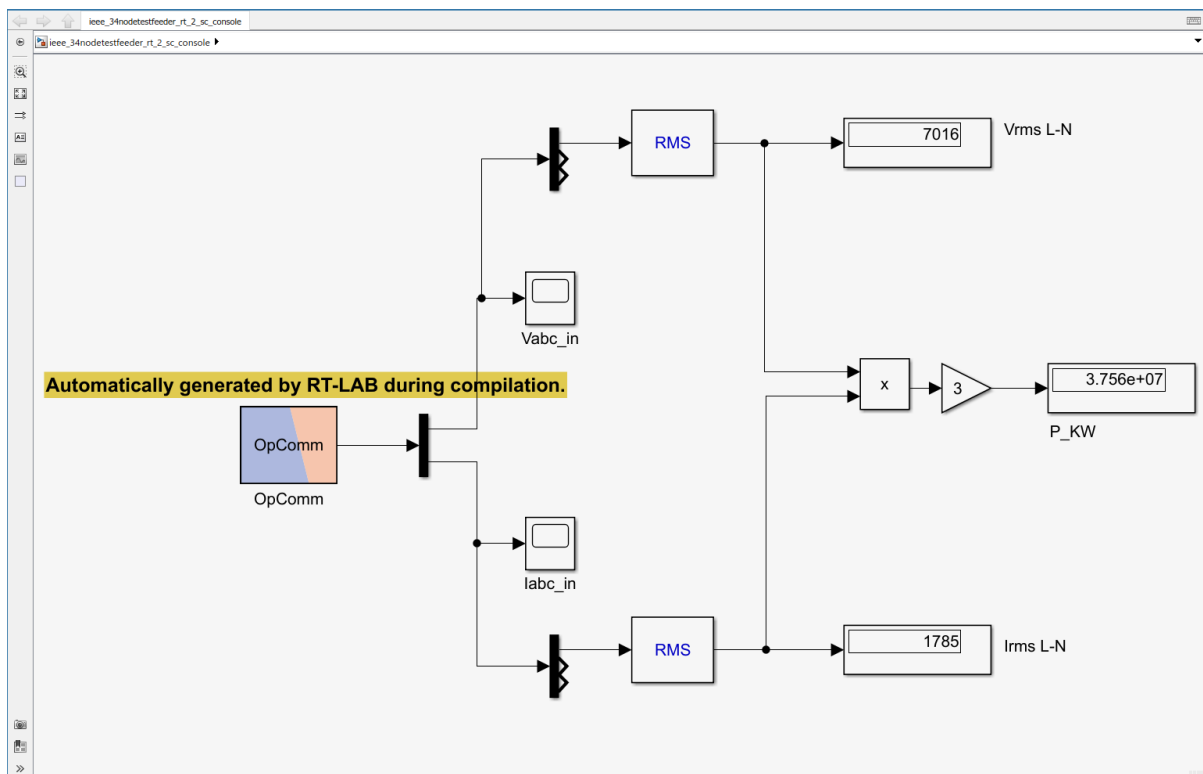 ieee_34nodetestfeeder_rt_2_sc_console
ieee_34nodetestfeeder_rt_2_sc_console
RMS
7016
Vrms L-N
Vabc_in
Automatically generated by RT-LAB during compilation.
x
3
3.756e+07
P_KW
OpComm
OpComm
Iabc_in
RMS
1785
Irms L-N